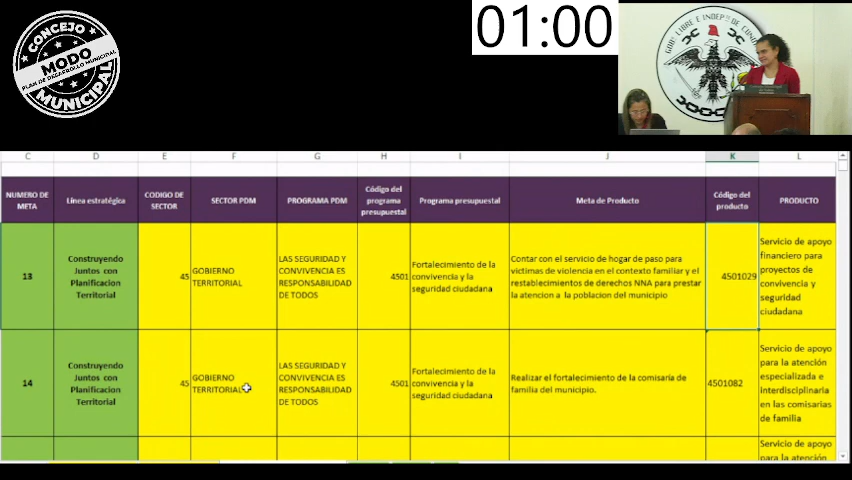 CONCEJO
MODO
PLAN DE DESARROLLO MUNICIPAL
MUNICIPAL
01:00
C D E F G H I J K L
NUMERO DE
META
Línea estratégica
CODIGO DE
SECTOR
SECTOR PDM
PROGRAMA PDM
Código del
programa
presupuestal
Programa presupuestal
Meta de Producto
Código del
producto
PRODUCTO
13
Construyendo
Juntos con
Planificacion
Territorial
45
GOBIERNO
TERRITORIAL
LAS SEGURIDAD Y
CONVIVENCIA ES
RESPONSABILIDAD
DE TODOS
4501
Fortalecimiento de la
convivencia y la
seguridad ciudadana
Contar con el servicio de hogar de paso para
victimas de violencia en el contexto familiar y el
restablecimientos de derechos NNA para prestar
la atencion a la poblacion del municipio
4501029
Servicio de apoyo
financiero para
proyectos de
convivencia y
seguridad
ciudadana
14
Construyendo
Juntos con
Planificacion
Territorial
45
GOBIERNO
TERRITORIAL
LAS SEGURIDAD Y
CONVIVENCIA ES
RESPONSABILIDAD
DE TODOS
4501
Fortalecimiento de la
convivencia y la
seguridad ciudadana
Realizar el fortalecimiento de la comisaría de
familia del municipio.
4501082
Servicio de apoyo
para la atención
especializada e
interdisciplinaria
en las comisarias
de familia
Servicio de apoyo
para la atención